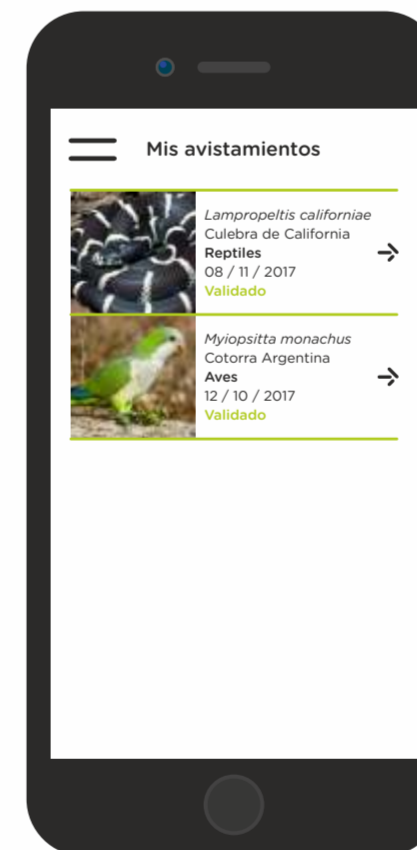 Mis avistamientos
Lampropeltis californiae
Culebra de California
Reptiles
08 / 11 / 2017
Validado
Myiopsitta monachus
Cotorra Argentina
Aves
12 / 10 / 2017
Validado